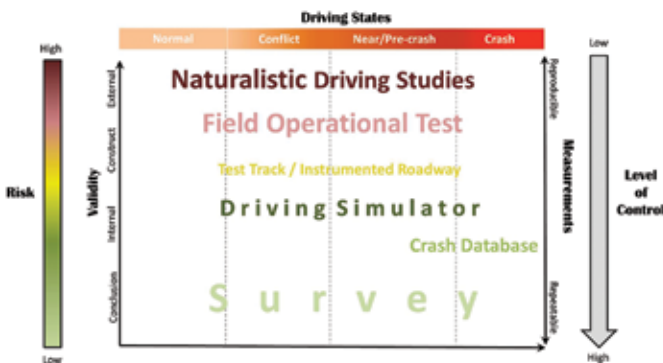 Driving States
High
Normal Conflict Near/Pre-crash Crash
Low
Naturalistic Driving Studies
Field Operational Test
Test Track / Instrumented Roadway
Driving Simulator
Crash Database
Survey
Risk
Validity
External
Construct
Internal
Conclusion
Reproducible
Measurements
Repeatable
Level of
Control
Low
High